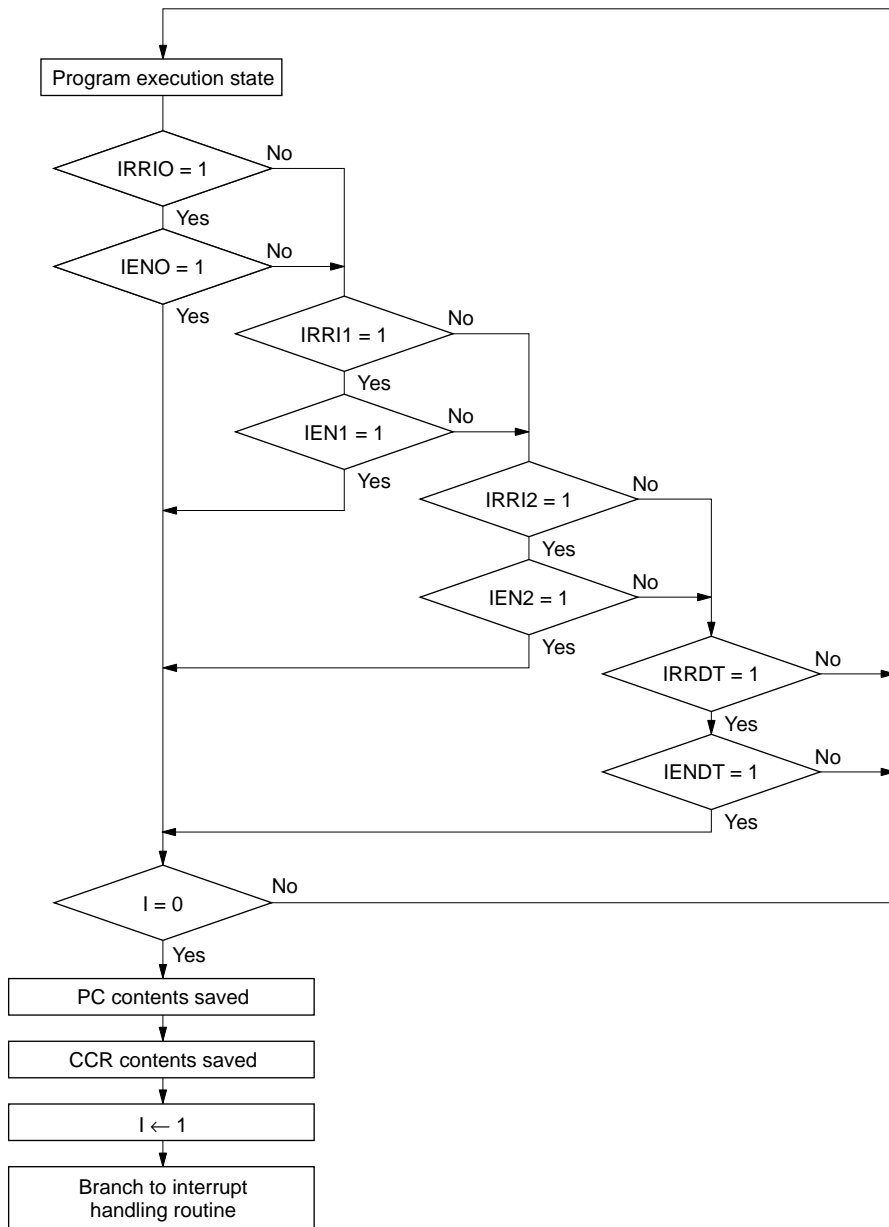 Program execution state
IRRIO = 1
No
Yes
IENO = 1
No
Yes
IRRI1 = 1
No
Yes
IEN1 = 1
No
Yes
IRRI2 = 1
No
Yes
IEN2 = 1
No
Yes
IRRDT = 1
No
Yes
IENDT = 1
No
Yes
I = 0
No
Yes
PC contents saved
CCR contents saved
I ← 1
Branch to interrupt
handling routine